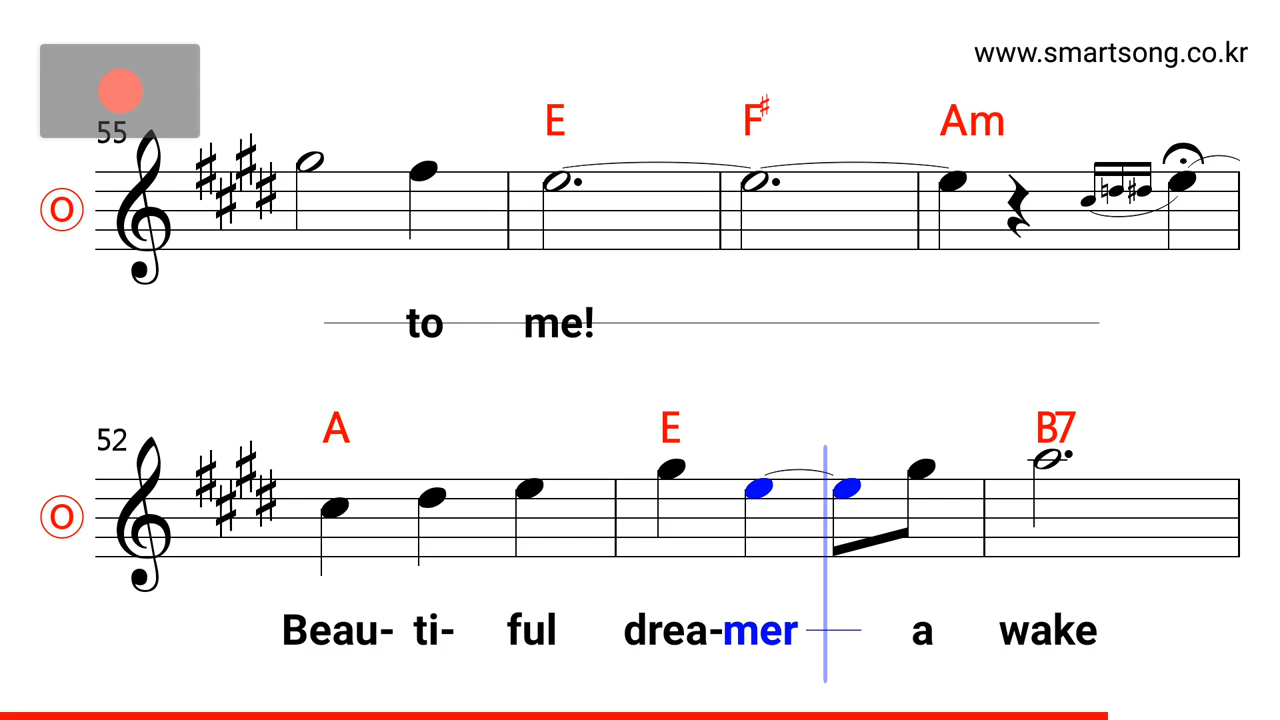 www.smartsong.co.kr
55
E F♯ Am
O
to me!
52
A E B7
O
Beau- ti- ful drea-mer a wake